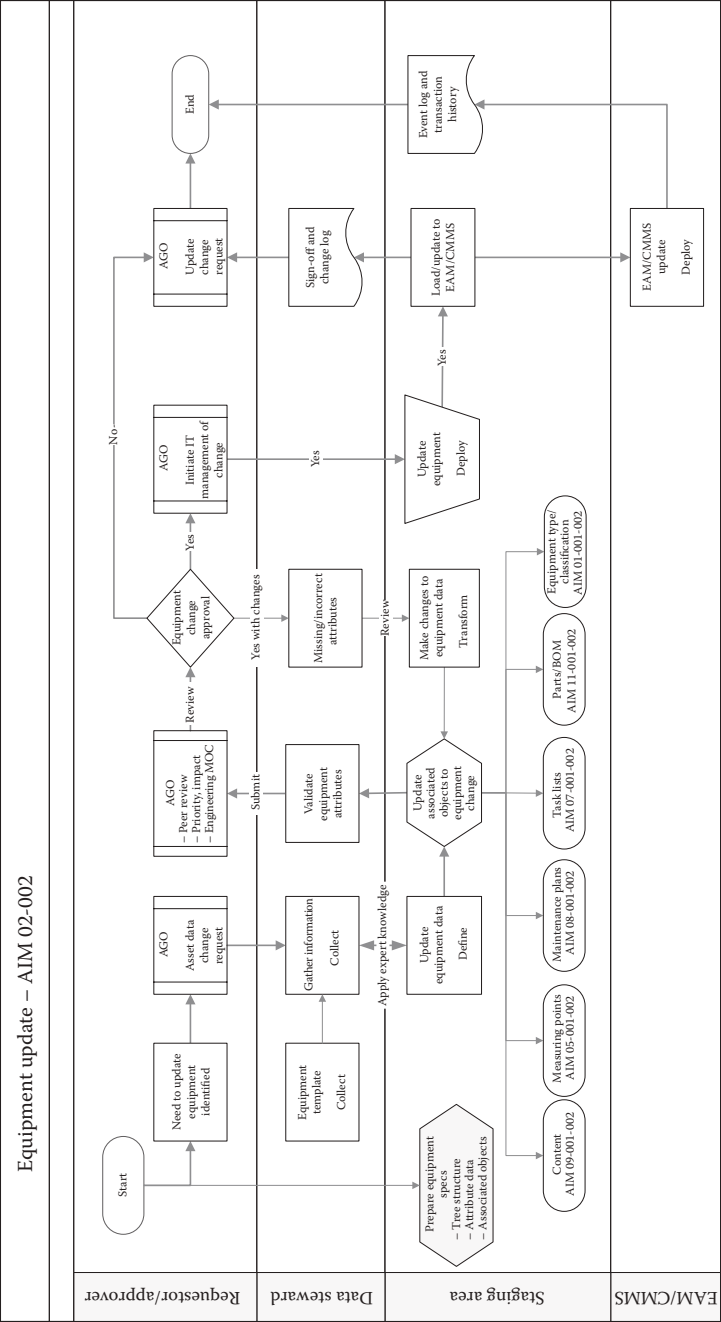 Equipment update – AIM 02-002
Requestor/approver
Start
Need to update
equipment
identified
AGO
Asset data
change
request
AGO
– Peer review
– Priority, impact
– Engineering MOC
Review
Equipment
change
approval
No
Yes
AGO
Initiate IT
management of
change
AGO
Update
change
request
End
Submit
Yes with changes
Data steward
Equipment
template
Collect
Gather information
Collect
Validate
equipment
attributes
Missing/incorrect
attributes
Yes
Sign-off and
change log
Apply expert knowledge
Review
Staging area
Prepare equipment
specs
– Tree structure
– Attribute data
– Associated objects
Update
equipment data
Define
Update
associated
objects to
equipment
change
Make changes to
equipment data
Transform
Update
equipment
Deploy
Yes
Load/update to
EAM/CMMS
Event log and
transaction
history
Content
AIM 09-001-002
Measuring points
AIM 05-001-002
Maintenance plans
AIM 08-001-002
Task lists
AIM 07-001-002
Parts/BOM
AIM 11-001-002
Equipment type/
classification
AIM 01-001-002
EAM/CMMS
EAM/CMMS
update
Deploy